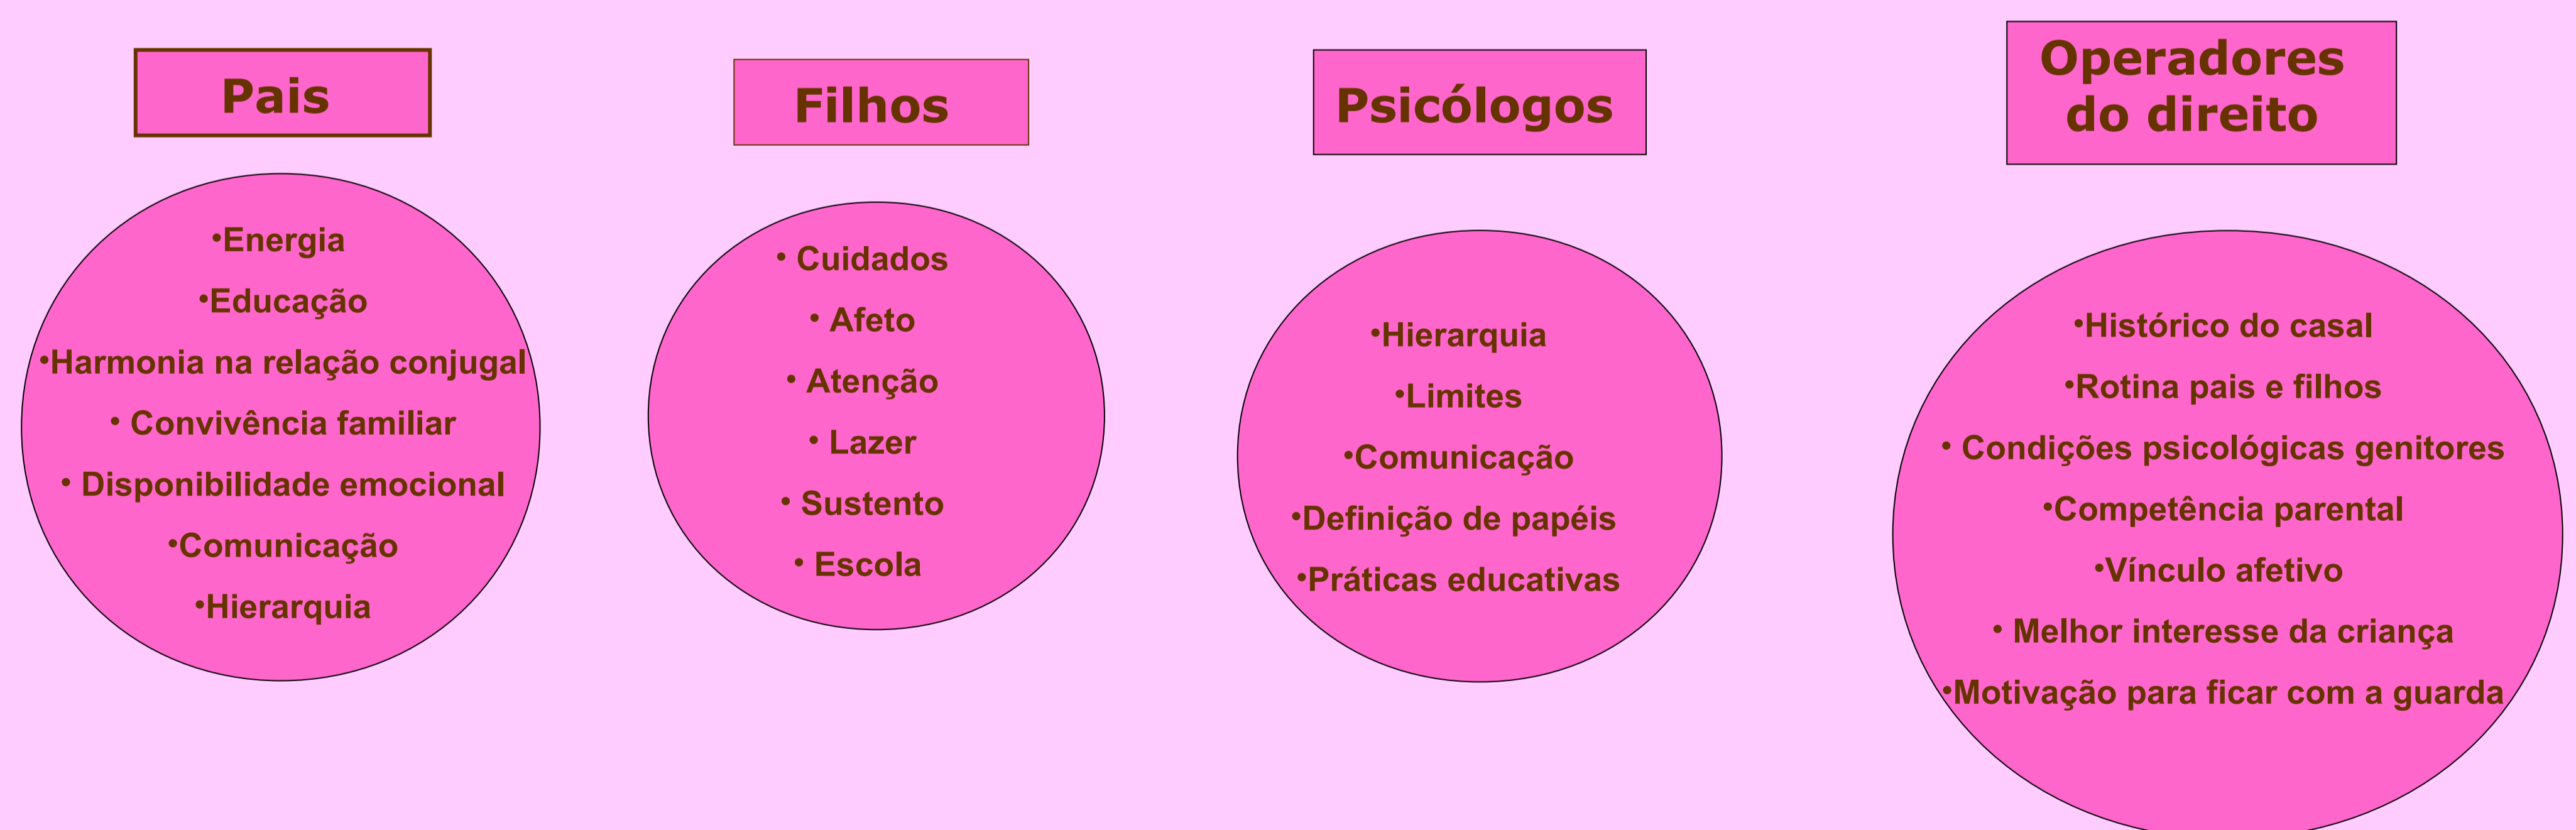 Pais
•Energia
•Educação
•Harmonia na relação conjugal
• Convivência familiar
• Disponibilidade emocional
•Comunicação
•Hierarquia
Filhos
• Cuidados
• Afeto
• Atenção
• Lazer
• Sustento
• Escola
Psicólogos
•Hierarquia
•Limites
•Comunicação
•Definição de papéis
•Práticas educativas
Operadores
do direito
•Histórico do casal
•Rotina pais e filhos
• Condições psicológicas genitores
•Competência parental
•Vínculo afetivo
• Melhor interesse da criança
•Motivação para ficar com a guarda